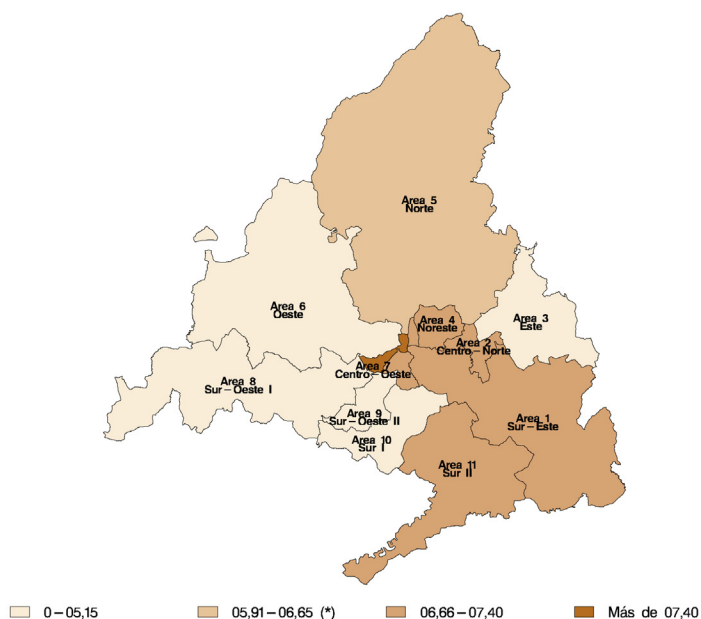 Area 5
Norte
Area 6
Oeste
Area 4
Noreste
Area 3
Este
Area 2
Centro-Norte
Area 7
Centro-Oeste
Area 8
Sur-Oeste I
Area 9
Sur-Oeste II
Area 1
Sur-Este
Area 10
Sur I
Area 11
Sur II
0-05,15
05,91-06,65 (*)
06,66-07,40
Más de 07,40